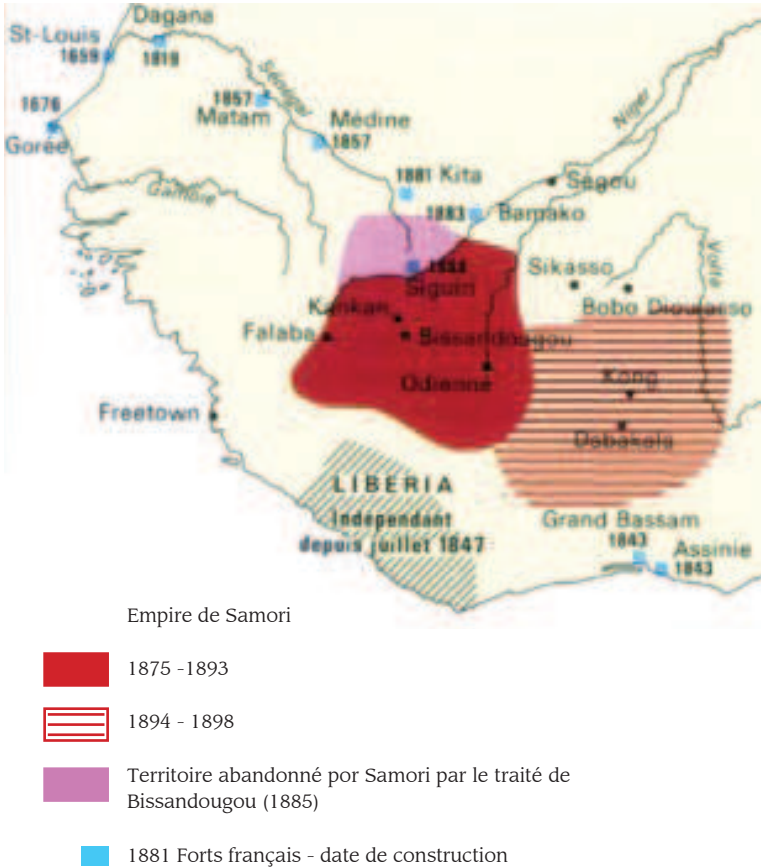 Dagana
St-Louis
1659
1819
Sénégal
1676
1857
Matam
Médine
1857
Gorée
Niger
1881 Kita
Ségou
Gambie
1883
Bamako
Volta
Sikasso
Siguiri
Bobo Dioulasso
Kankan
Falaba
Bissandougou
Odienne
Kong
Freetown
Dabakala
LIBERIA
Indépendant
depuis juillet 1847
Grand Bassam
1843
Assinie
1843
Empire de Samori
1875 -1893
1894 - 1898
Territoire abandonné por Samori par le traité de
Bissandougou (1885)
1881 Forts français - date de construction